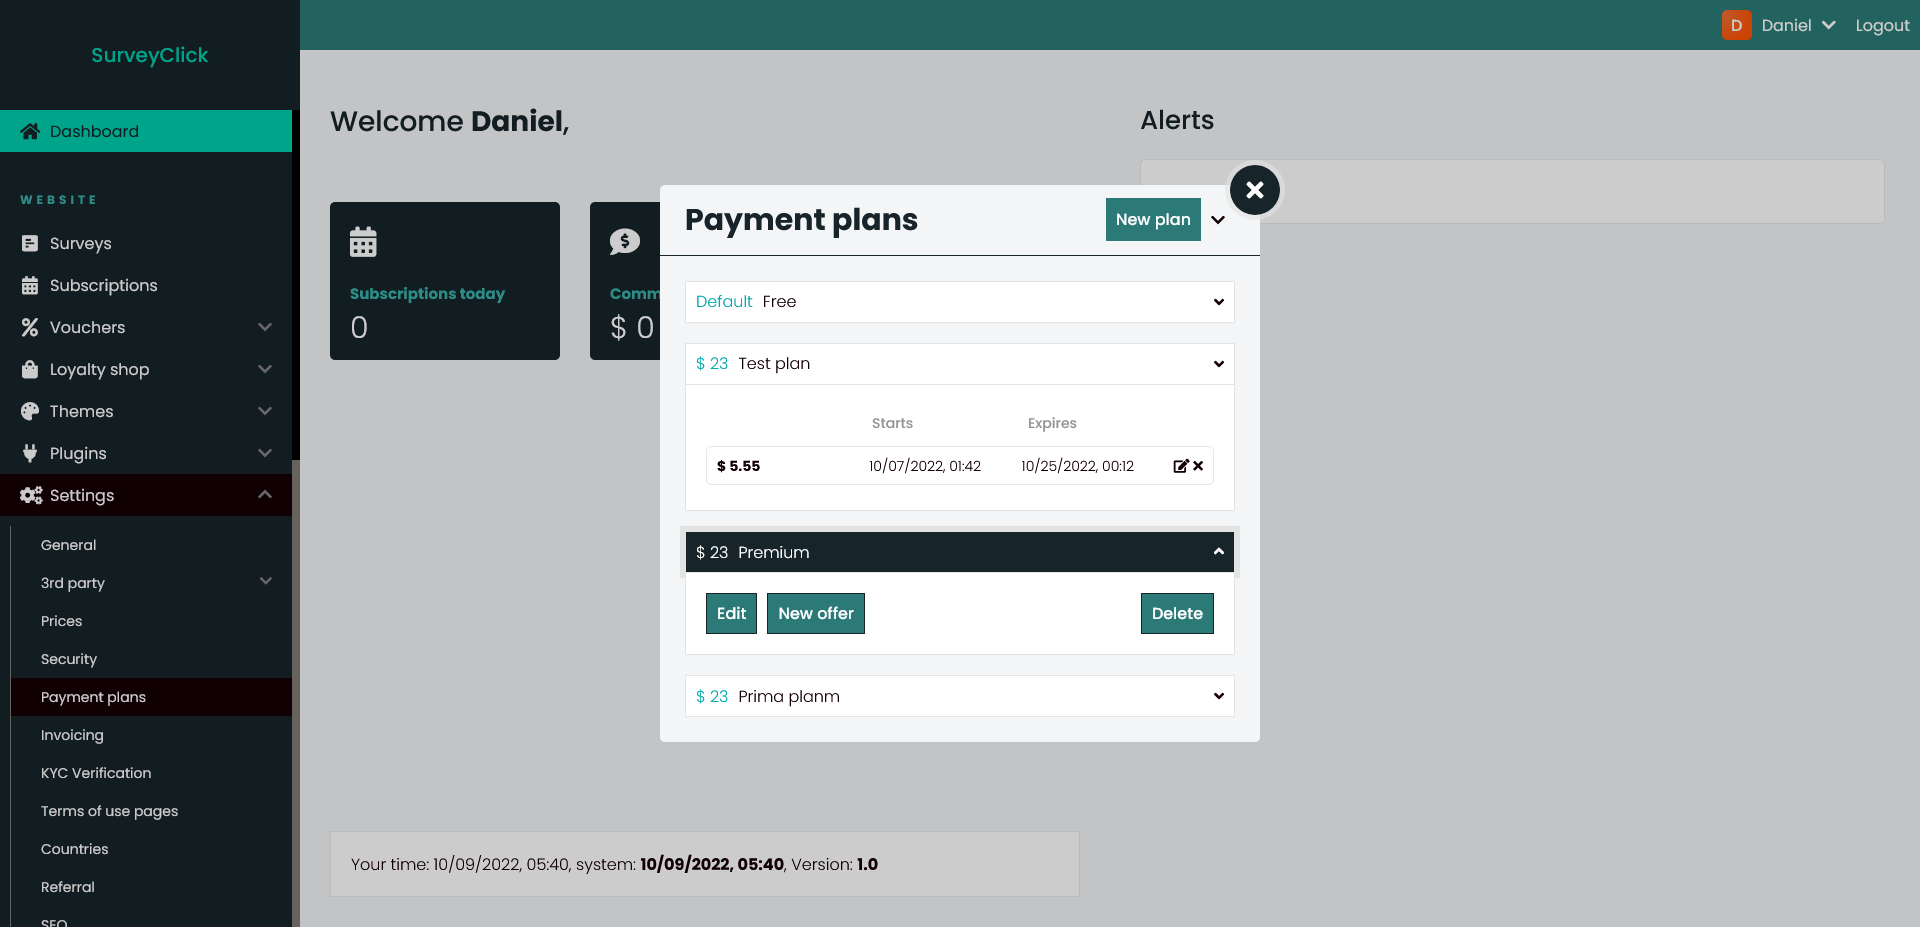 SurveyClick
Dashboard
WEBSITE
Surveys
Subscriptions
Vouchers
Loyalty shop
Themes
Plugins
Settings
General
3rd party
Prices
Security
Payment plans
Invoicing
KYC Verification
Terms of use pages
Countries
Referral
SEO
D Daniel Logout
Welcome Daniel,
Alerts
Subscriptions today
0
Comm
$ 0
Payment plans
New plan
Default Free
$ 23 Test plan
Starts Expires
$ 5.55 10/07/2022, 01:42 10/25/2022, 00:12
$ 23 Premium
Edit New offer Delete
$ 23 Prima planm
Your time: 10/09/2022, 05:40, system: 10/09/2022, 05:40, Version: 1.0